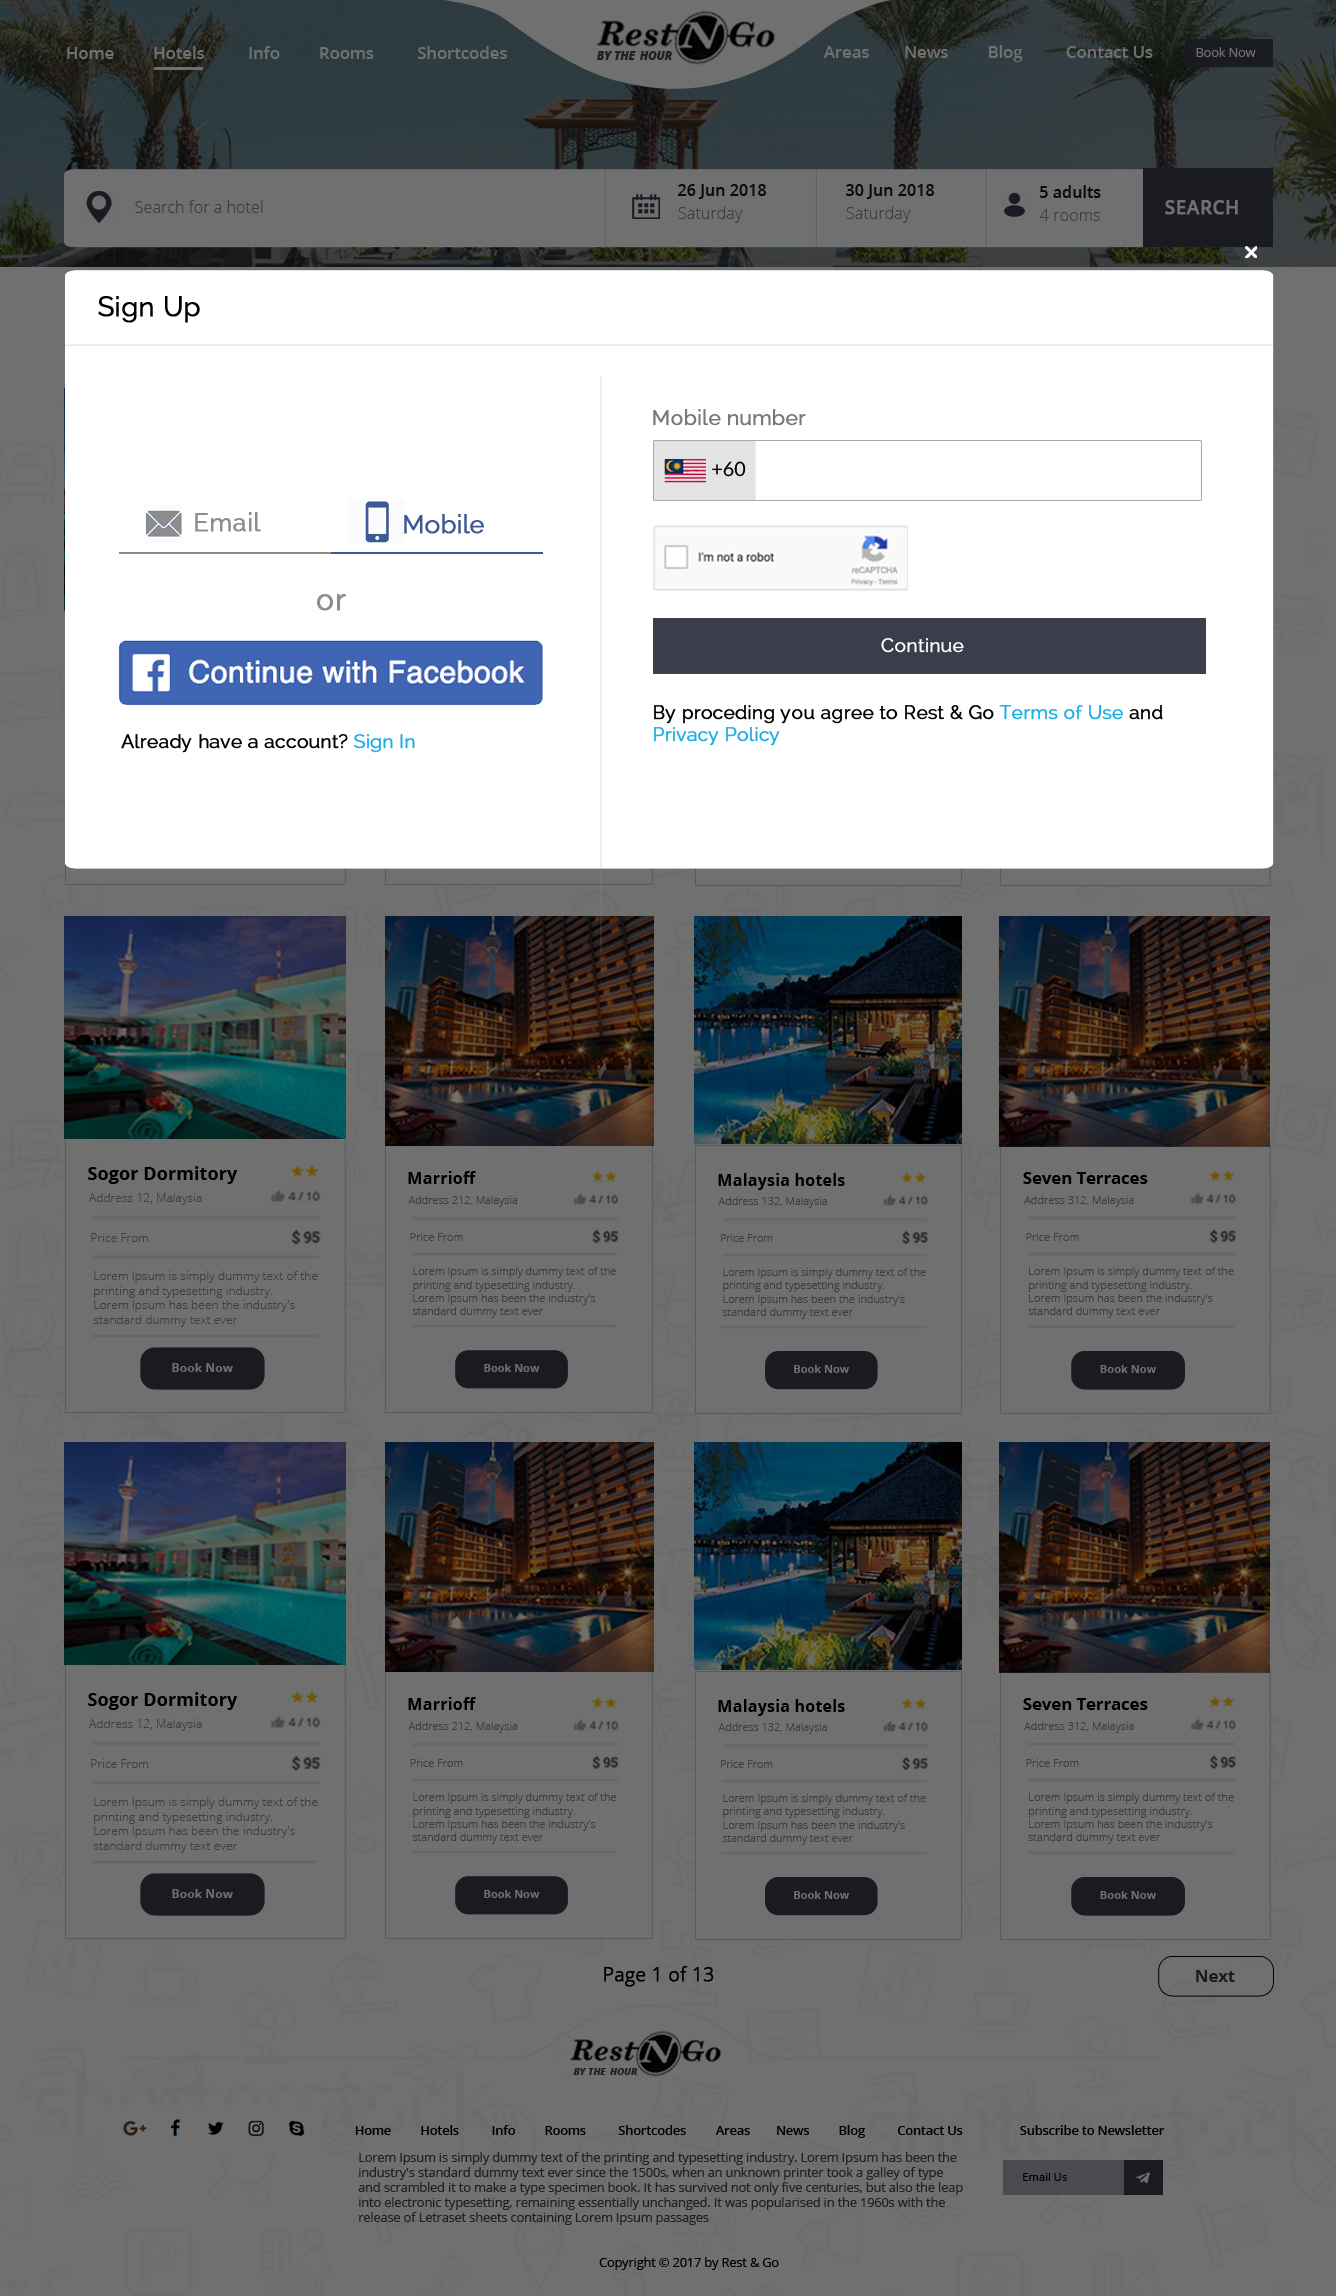 Home Hotels Info Rooms Shortcodes
Rest N Go
BY THE HOUR
Areas News Blog Contact Us Book Now
Search for a hotel
26 Jun 2018
Saturday
30 Jun 2018
Saturday
5 adults
4 rooms
SEARCH
Sign Up
Email
Mobile
or
Continue with Facebook
Already have a account? Sign In
Mobile number
+60
I'm not a robot
reCAPTCHA
Privacy - Terms
Continue
By proceding you agree to Rest & Go Terms of Use and
Privacy Policy
Sogor Dormitory
Address 12, Malaysia
4 / 10
Price From
$ 95
Lorem Ipsum is simply dummy text of the
printing and typesetting industry.
Lorem Ipsum has been the industry's
standard dummy text ever
Book Now
Marrioff
Address 212, Malaysia
4 / 10
Price From
$ 95
Lorem Ipsum is simply dummy text of the
printing and typesetting industry.
Lorem Ipsum has been the industry's
standard dummy text ever
Book Now
Malaysia hotels
Address 132, Malaysia
4 / 10
Price From
$ 95
Lorem Ipsum is simply dummy text of the
printing and typesetting industry.
Lorem Ipsum has been the industry's
standard dummy text ever
Book Now
Seven Terraces
Address 312, Malaysia
4 / 10
Price From
$ 95
Lorem Ipsum is simply dummy text of the
printing and typesetting industry.
Lorem Ipsum has been the industry's
standard dummy text ever
Book Now
Sogor Dormitory
Address 12, Malaysia
4 / 10
Price From
$ 95
Lorem Ipsum is simply dummy text of the
printing and typesetting industry.
Lorem Ipsum has been the industry's
standard dummy text ever
Book Now
Marrioff
Address 212, Malaysia
4 / 10
Price From
$ 95
Lorem Ipsum is simply dummy text of the
printing and typesetting industry.
Lorem Ipsum has been the industry's
standard dummy text ever
Book Now
Malaysia hotels
Address 132, Malaysia
4 / 10
Price From
$ 95
Lorem Ipsum is simply dummy text of the
printing and typesetting industry.
Lorem Ipsum has been the industry's
standard dummy text ever
Book Now
Seven Terraces
Address 312, Malaysia
4 / 10
Price From
$ 95
Lorem Ipsum is simply dummy text of the
printing and typesetting industry.
Lorem Ipsum has been the industry's
standard dummy text ever
Book Now
Page 1 of 13
Next
Rest N Go
BY THE HOUR
G+
Home Hotels Info Rooms Shortcodes Areas News Blog Contact Us
Lorem Ipsum is simply dummy text of the printing and typesetting industry. Lorem Ipsum has been the
industry's standard dummy text ever since the 1500s, when an unknown printer took a galley of type
and scrambled it to make a type specimen book. It has survived not only five centuries, but also the leap
into electronic typesetting, remaining essentially unchanged. It was popularised in the 1960s with the
release of Letraset sheets containing Lorem Ipsum passages
Subscribe to Newsletter
Email Us
Copyright © 2017 by Rest & Go